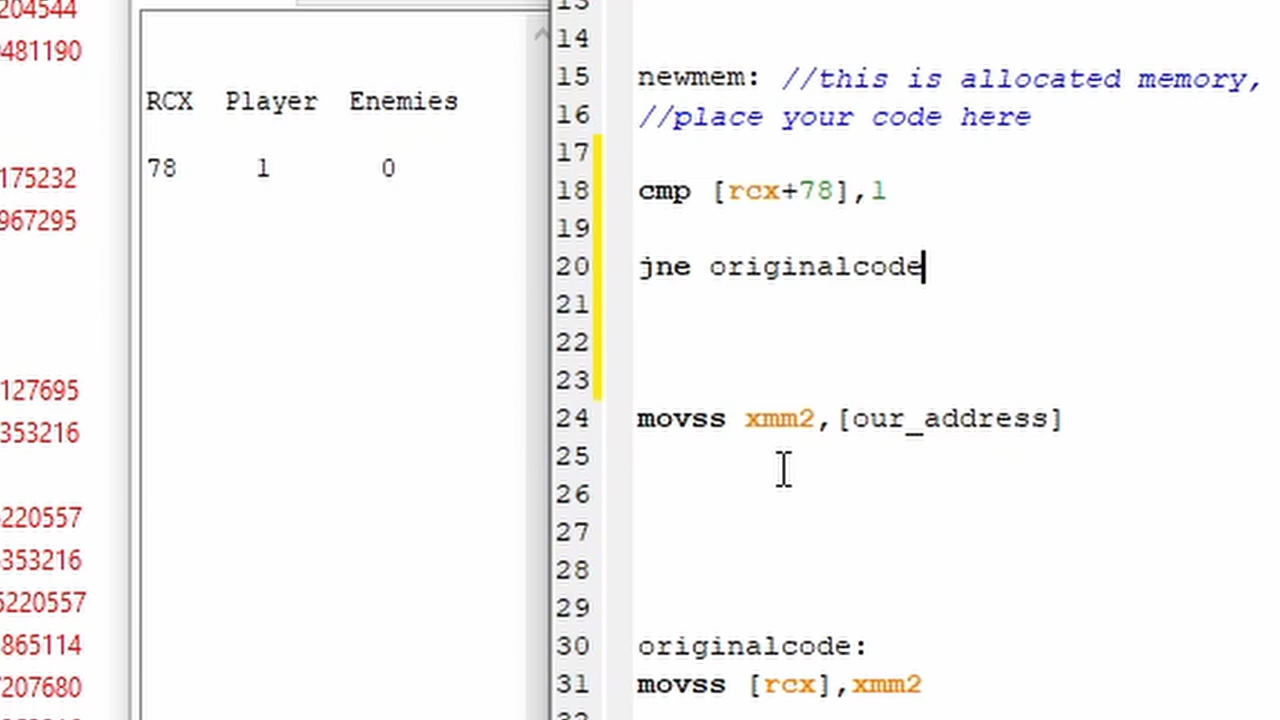 204544
481190
175232
967295
127695
353216
220557
353216
5220557
865114
207680
RCX Player Enemies
78 1 0
13
14
15 newmem: //this is allocated memory,
16 //place your code here
17
18 cmp [rcx+78],1
19
20 jne originalcode
21
22
23
24 movss xmm2,[our_address]
25
26
27
28
29
30 originalcode:
31 movss [rcx],xmm2